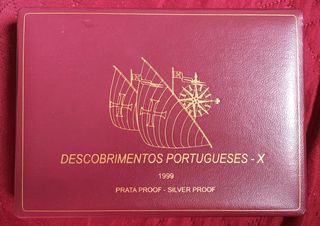 DESCOBRIMENTOS PORTUGUESES - X
1999
PRATA PROOF - SILVER PROOF